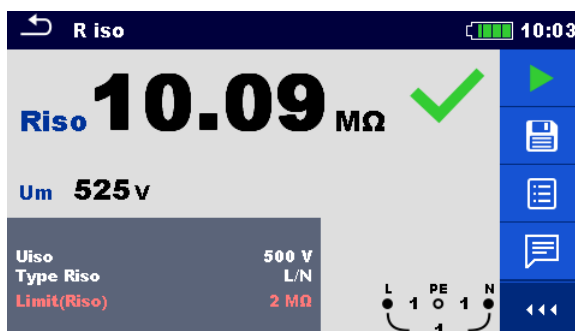 R iso 10:03
Riso 10.09 MΩ
Um 525 V
Uiso 500 V
Type Riso L/N
Limit(Riso) 2 MΩ
L PE N
1 1
1